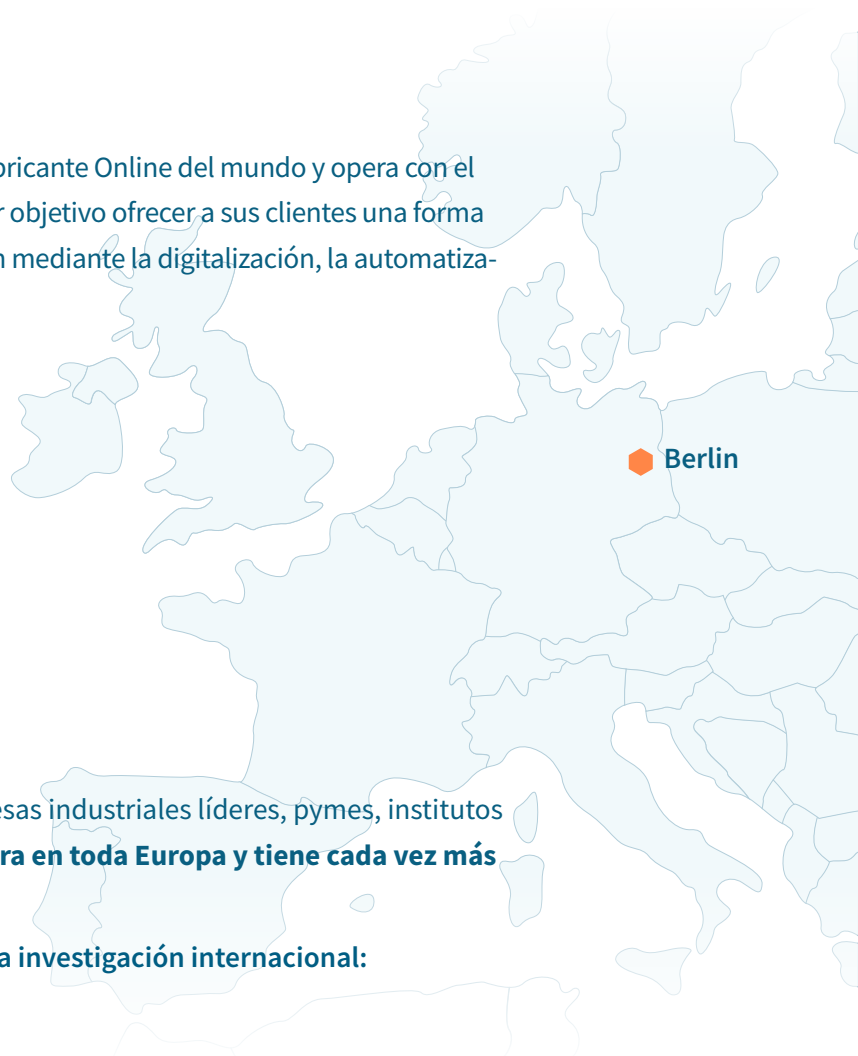 bricante Online del mundo y opera con el
r objetivo ofrecer a sus clientes una forma
n mediante la digitalización, la automatiza-
Berlin
esas industriales líderes, pymes, institutos
ra en toda Europa y tiene cada vez más
a investigación internacional: